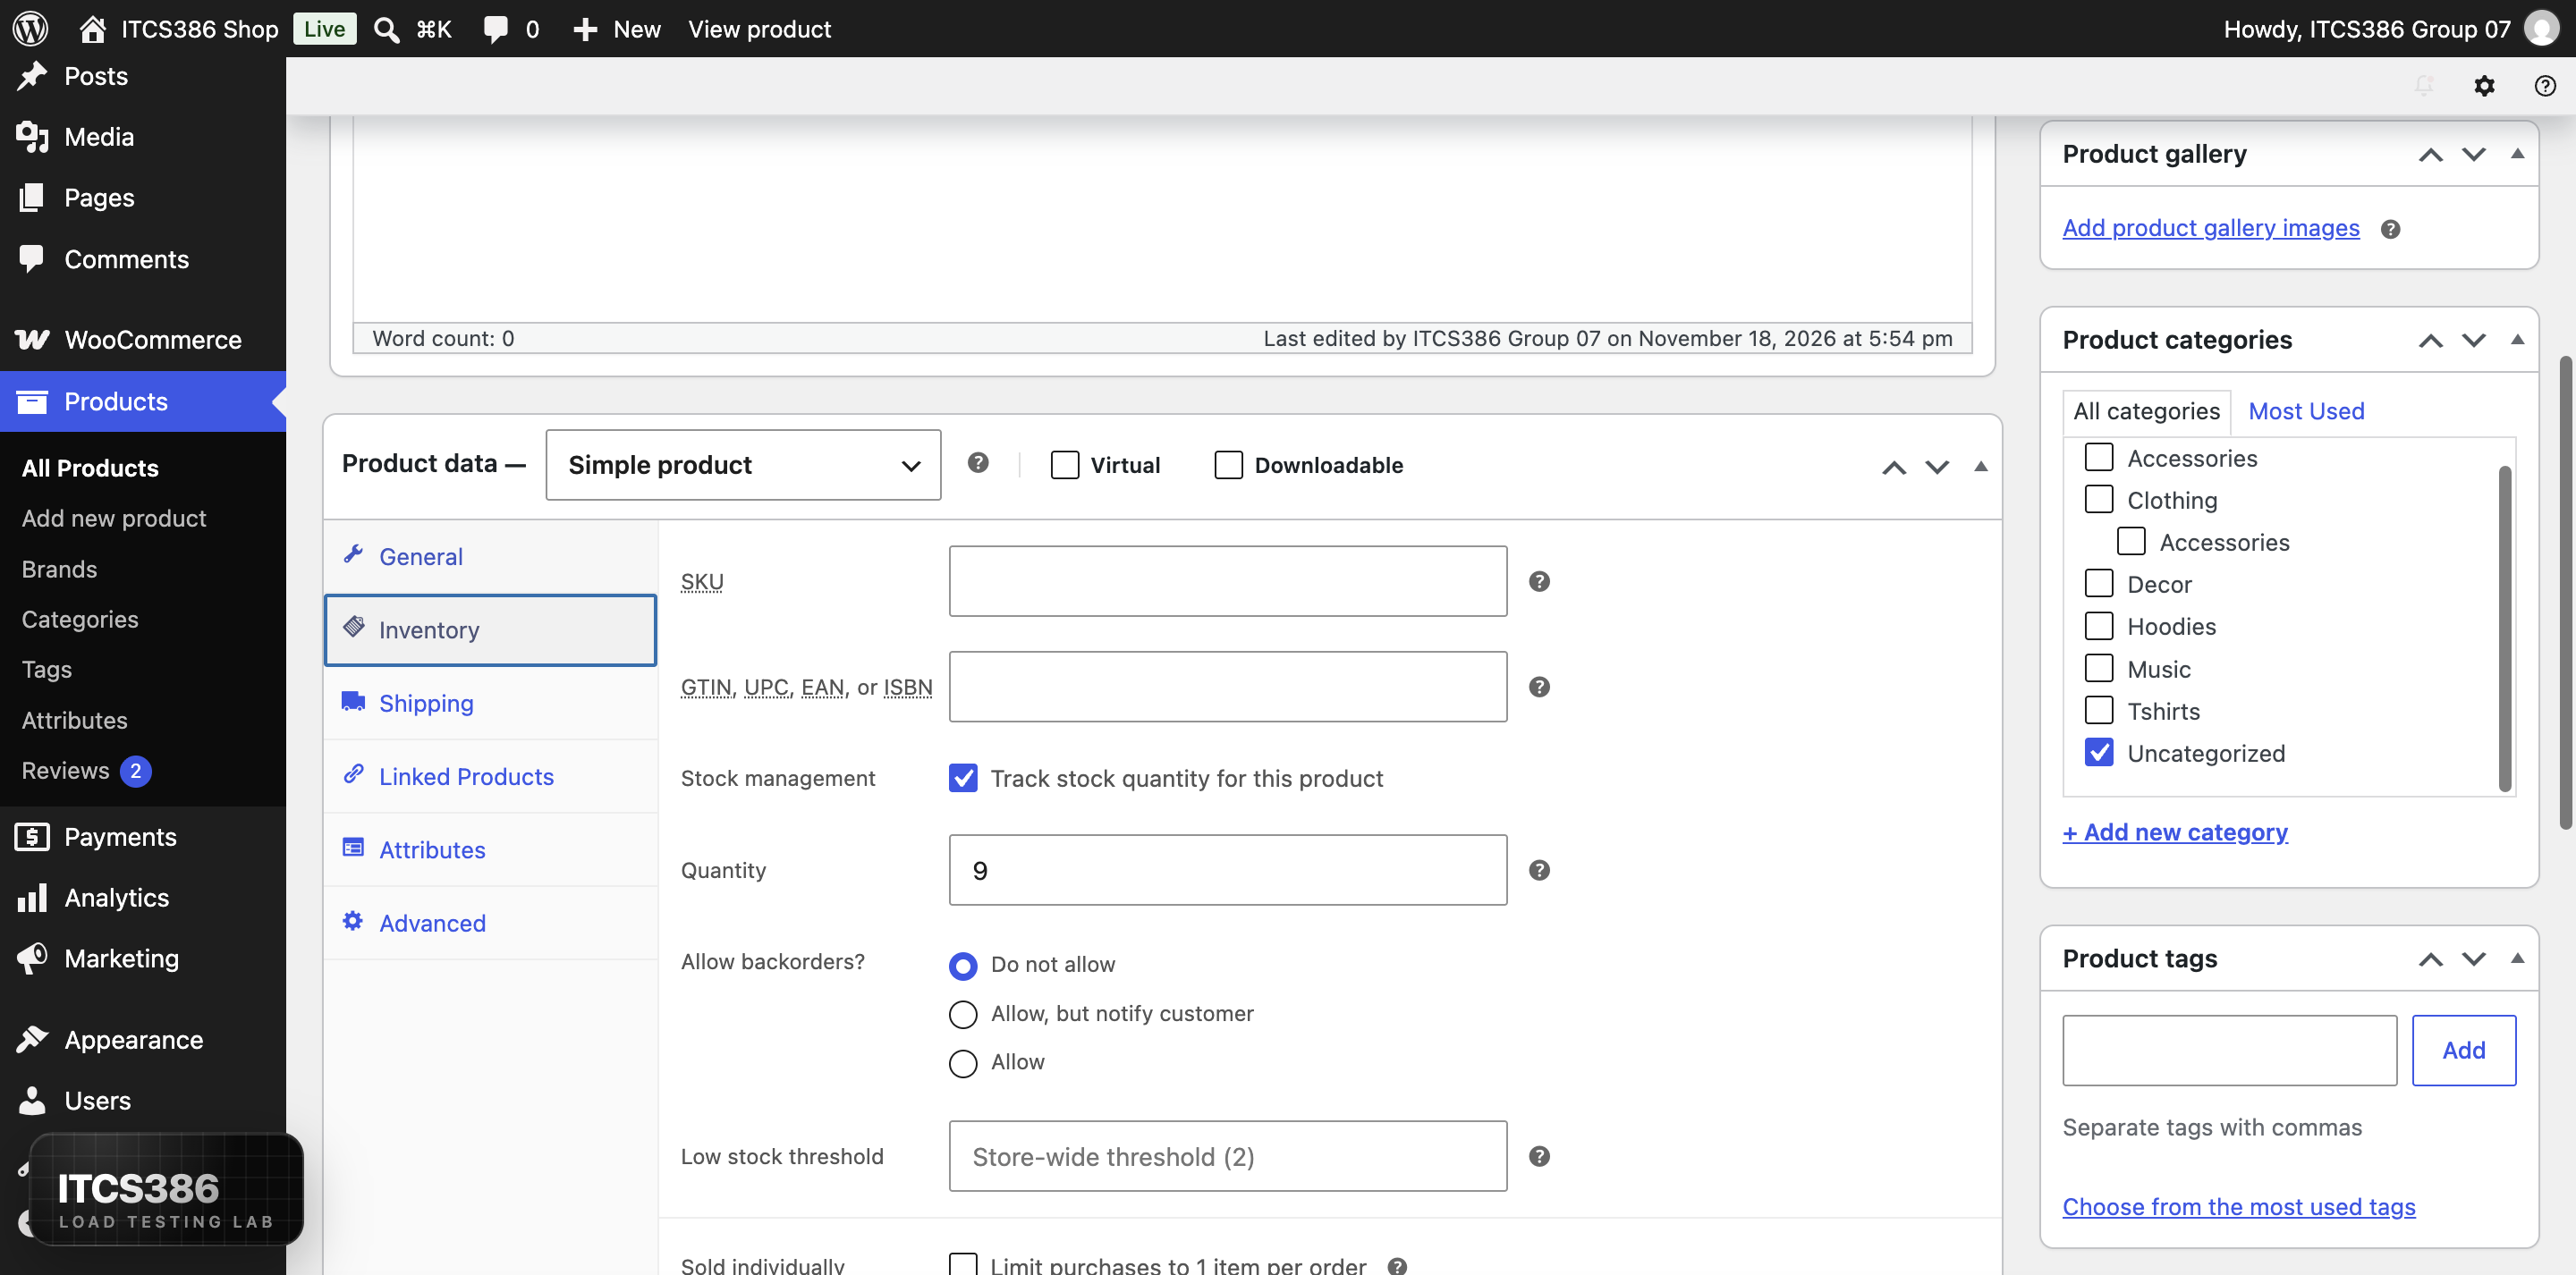 ITCS386 Shop Live ⌘K 0 New View product Howdy, ITCS386 Group 07
Posts
Media
Pages
Comments
WooCommerce
Products
All Products
Add new product
Brands
Categories
Tags
Attributes
Reviews 2
Payments
Analytics
Marketing
Appearance
Users
ITCS386
LOAD TESTING LAB
Word count: 0 Last edited by ITCS386 Group 07 on November 18, 2026 at 5:54 pm
Product data — Simple product Virtual Downloadable
General
Inventory
Shipping
Linked Products
Attributes
Advanced
SKU
GTIN, UPC, EAN, or ISBN
Stock management Track stock quantity for this product
Quantity 9
Allow backorders? Do not allow
Allow, but notify customer
Allow
Low stock threshold Store-wide threshold (2)
Sold individually Limit purchases to 1 item per order
Product gallery
Add product gallery images
Product categories
All categories Most Used
Accessories
Clothing
Accessories
Decor
Hoodies
Music
Tshirts
Uncategorized
+ Add new category
Product tags
Add
Separate tags with commas
Choose from the most used tags